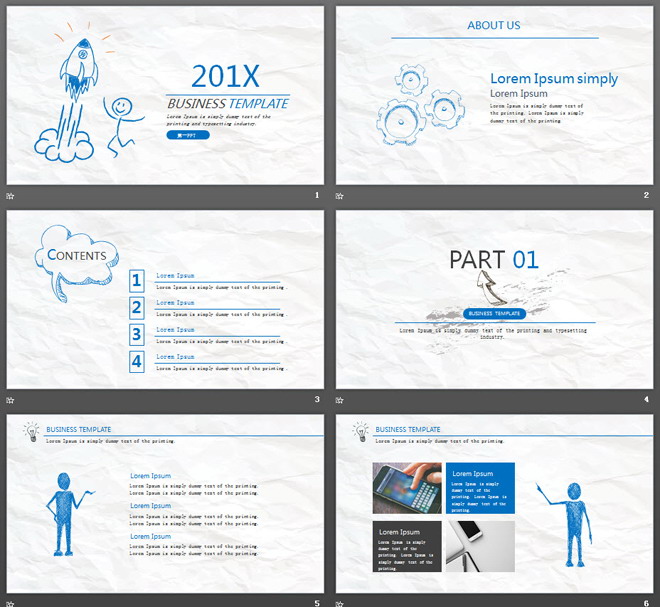 201X
BUSINESS TEMPLATE
Lorem Ipsum is simply dummy text of the
printing and typesetting industry.
第一PPT
1
ABOUT US
Lorem Ipsum simply
Lorem Ipsum
Lorem Ipsum is simply dummy text of
the printing. Lorem Ipsum is simply
dummy text of the printing.
2
CONTENTS
1
Lorem Ipsum
Lorem Ipsum is simply dummy text of the printing.
2
Lorem Ipsum
Lorem Ipsum is simply dummy text of the printing.
3
Lorem Ipsum
Lorem Ipsum is simply dummy text of the printing.
4
Lorem Ipsum
Lorem Ipsum is simply dummy text of the printing.
3
PART 01
BUSINESS TEMPLATE
Lorem Ipsum is simply dummy text of the printing and typesetting
industry.
4
BUSINESS TEMPLATE
Lorem Ipsum is simply dummy text of the printing.
Lorem Ipsum
Lorem Ipsum is simply dummy text of the printing.
Lorem Ipsum is simply dummy text of the printing.
Lorem Ipsum
Lorem Ipsum is simply dummy text of the printing.
Lorem Ipsum is simply dummy text of the printing.
Lorem Ipsum
Lorem Ipsum is simply dummy text of the printing.
Lorem Ipsum is simply dummy text of the printing.
5
BUSINESS TEMPLATE
Lorem Ipsum is simply dummy text of the printing.
Lorem Ipsum
Lorem Ipsum is simply
dummy text of the
printing. Lorem Ipsum is
simply dummy text of the
printing.
Lorem Ipsum
Lorem Ipsum is simply
dummy text of the
printing. Lorem Ipsum is
simply dummy text of the
printing.
6